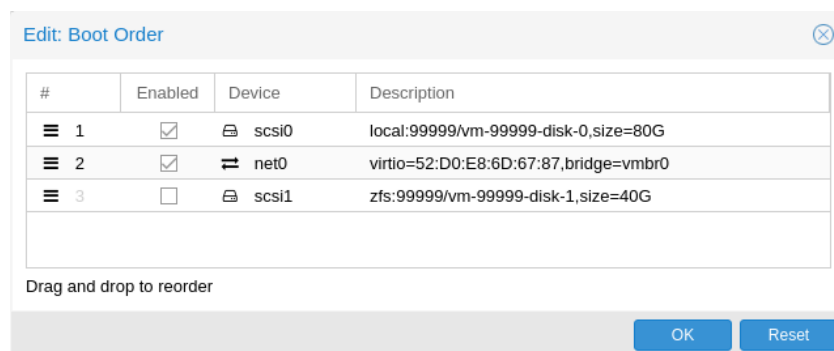 Edit: Boot Order
# Enabled Device Description
1 scsi0 local:99999/vm-99999-disk-0,size=80G
2 net0 virtio=52:D0:E8:6D:67:87,bridge=vmbr0
3 scsi1 zfs:99999/vm-99999-disk-1,size=40G
Drag and drop to reorder
OK Reset